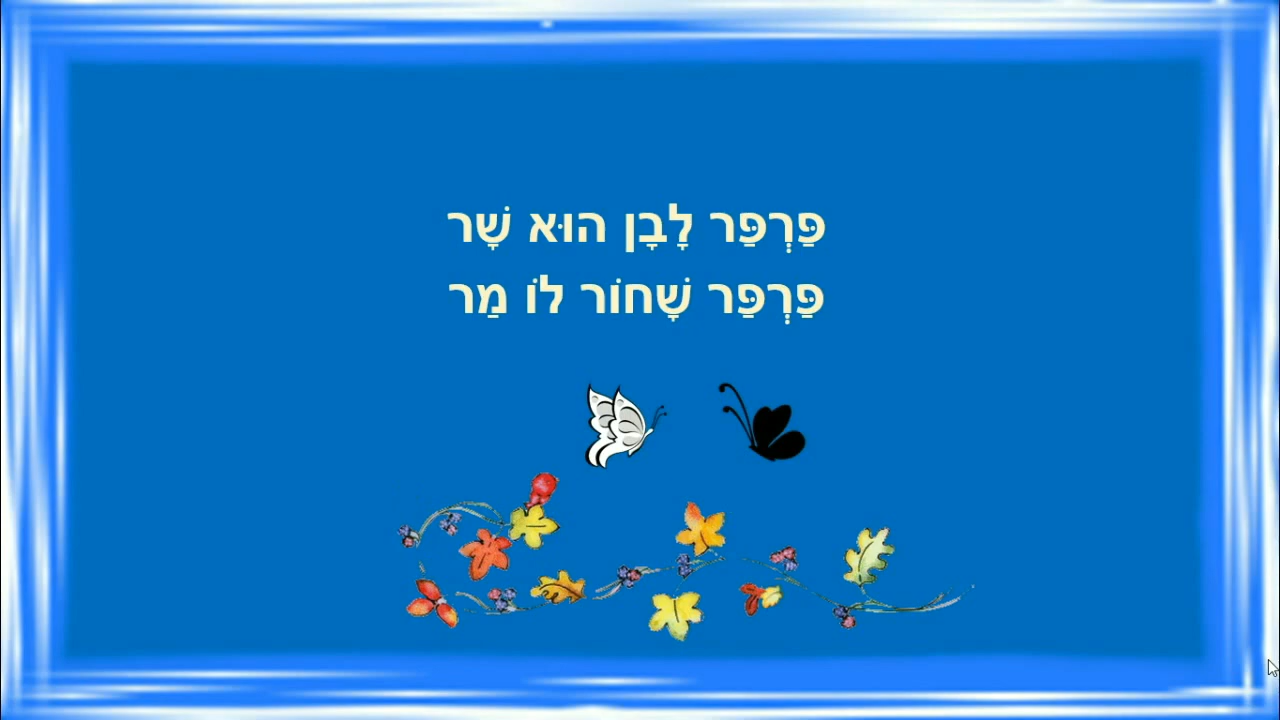 פַּרְפַּר לָבָן הוּא שָׁר
פַּרְפַּר שָׁחוֹר לוֹ מַר